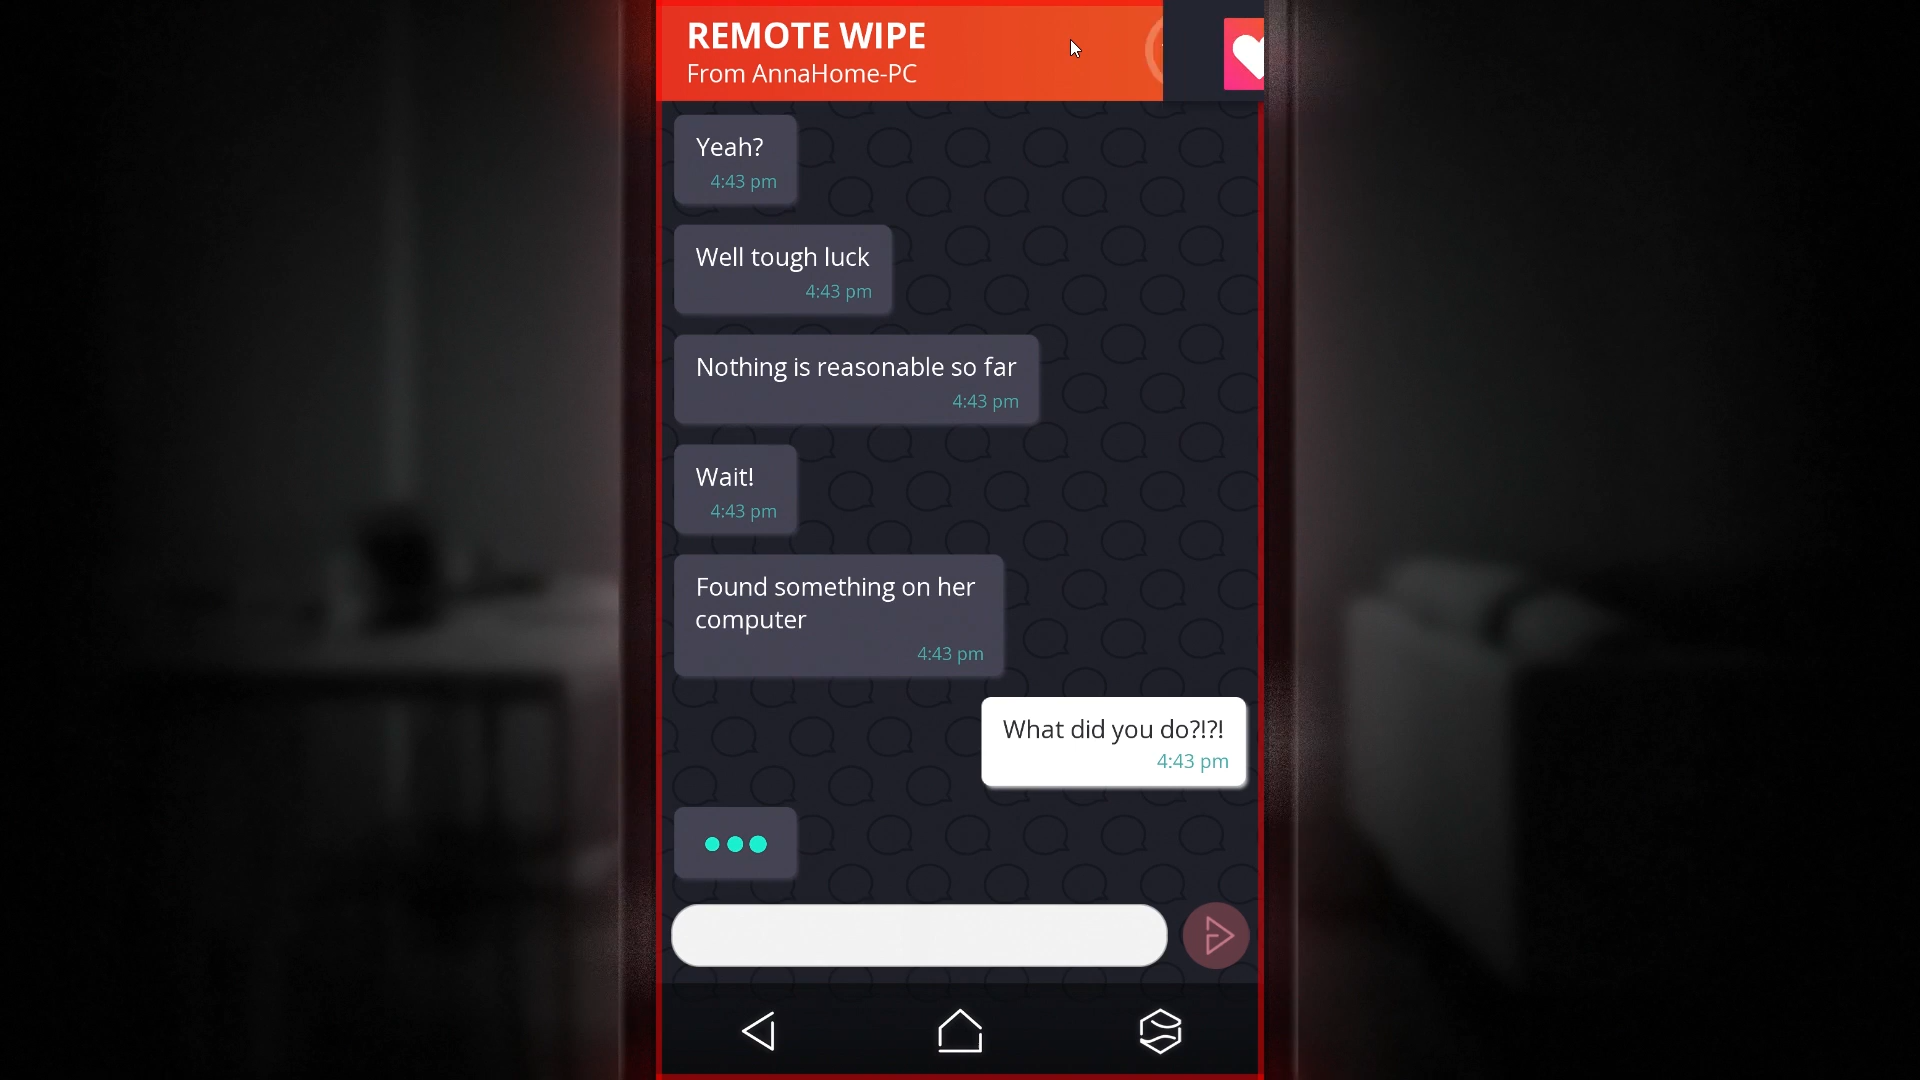 REMOTE WIPE
From AnnaHome-PC
Yeah?
4:43 pm
Well tough luck
4:43 pm
Nothing is reasonable so far
4:43 pm
Wait!
4:43 pm
Found something on her
computer
4:43 pm
What did you do?!?!
4:43 pm